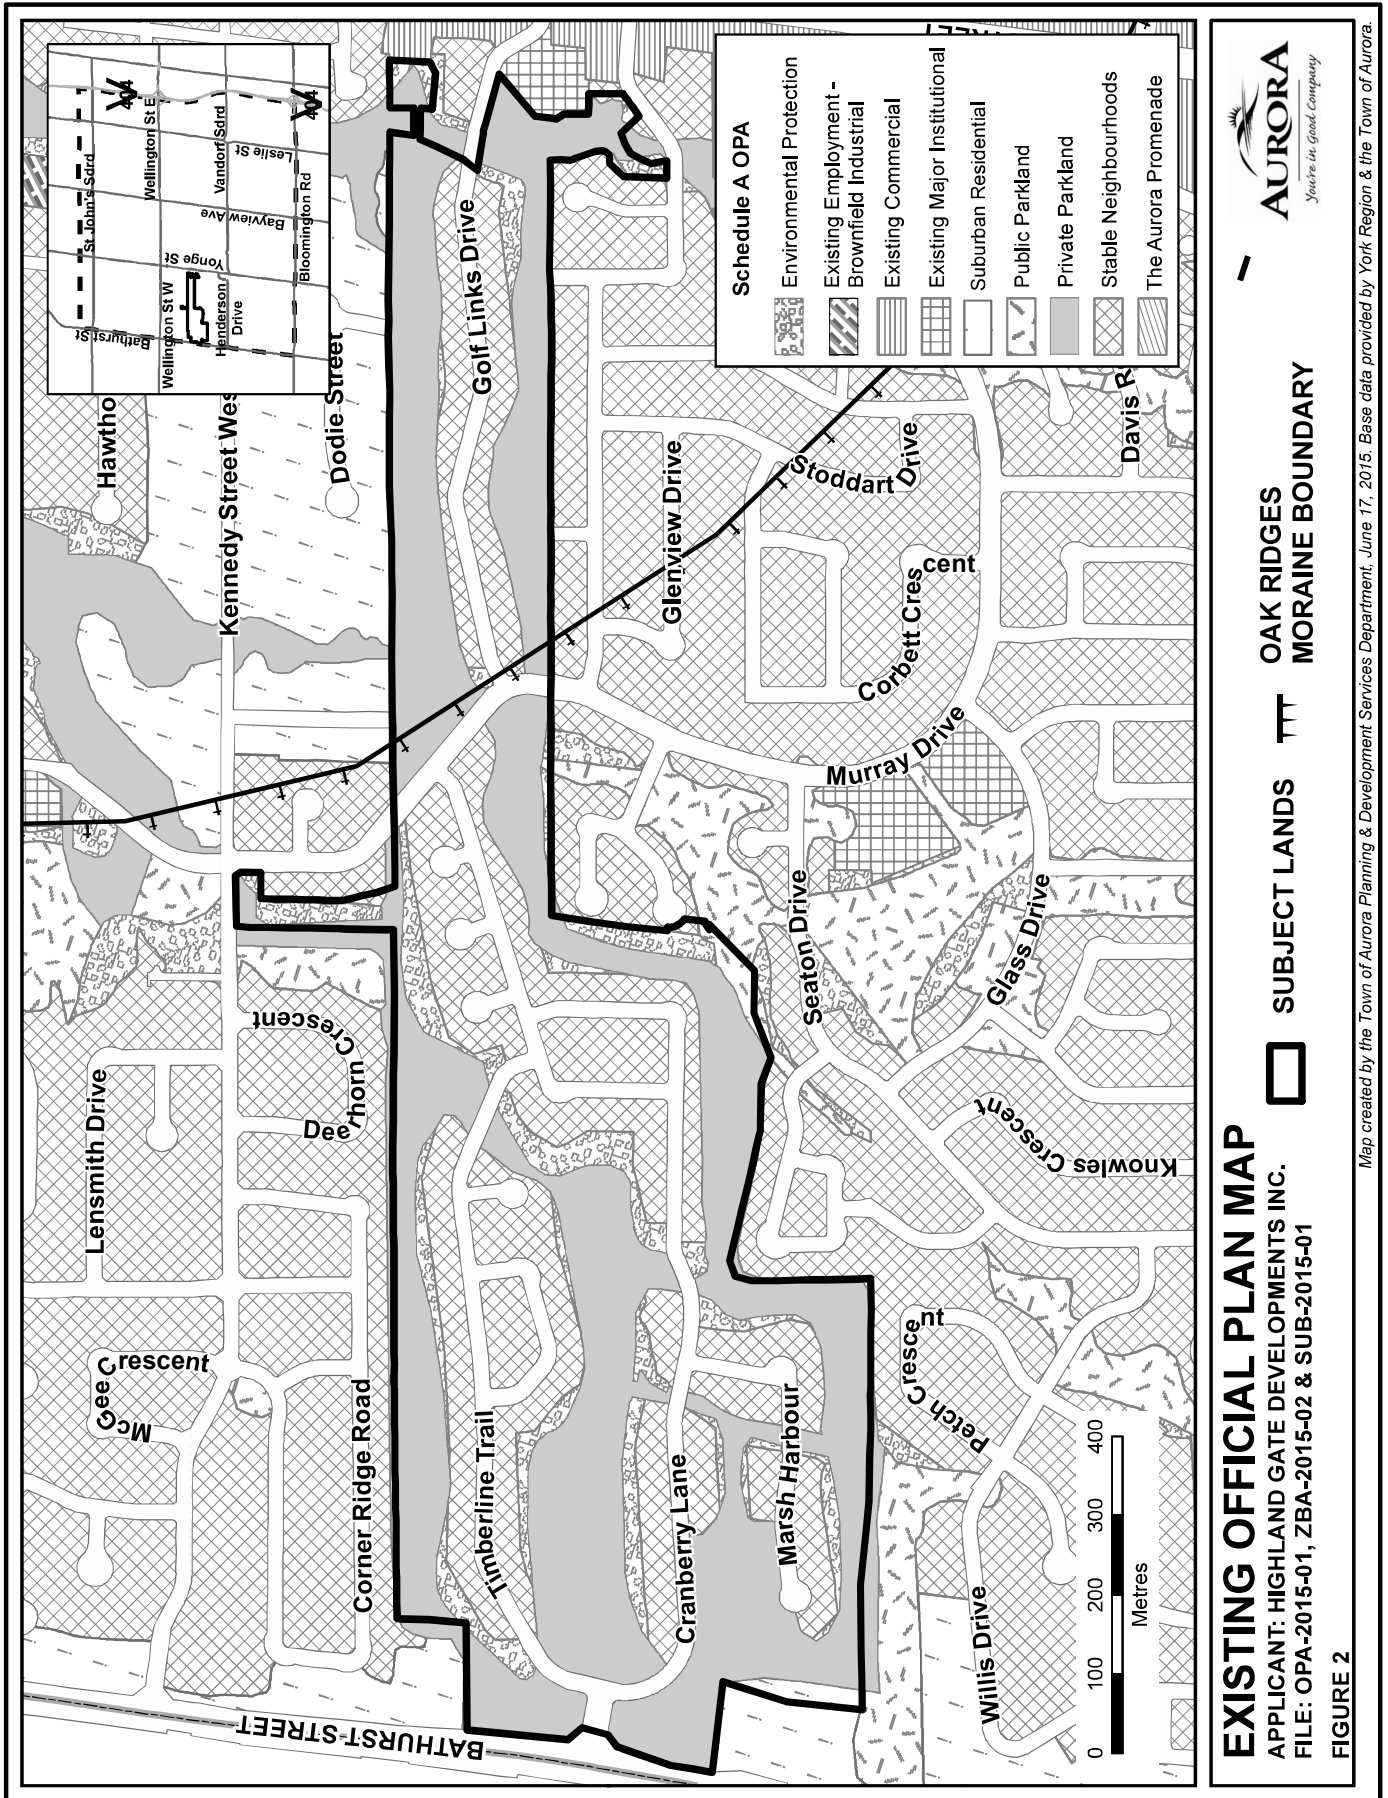 St John's Sdrd
Wellington St E
Vandorf Sdrd
Bloomington Rd
404
404
Leslie St
Bayview Ave
Yonge St
Bathurst St
Bathurst
Wellington St W
Henderson
Drive
Schedule A OPA
Environmental Protection
Existing Employment -
Brownfield Industrial
Existing Commercial
Existing Major Institutional
Suburban Residential
Public Parkland
Private Parkland
Stable Neighbourhoods
The Aurora Promenade
Hawtho
Kennedy Street Wes
Dodie Street
Golf Links Drive
Glenview Drive
Stoddart Drive
Davis R
Corbett Crescent
Murray Drive
Seaton Drive
Glass Drive
Lensmith Drive
Deerhorn Crescent
Knowles Crescent
McGee Crescent
Corner Ridge Road
Timberline Trail
Cranberry Lane
Marsh Harbour
Petch Crescent
Willis Drive
BATHURST STREET
0 100 200 300 400
Metres
EXISTING OFFICIAL PLAN MAP
APPLICANT: HIGHLAND GATE DEVELOPMENTS INC.
FILE: OPA-2015-01, ZBA-2015-02 & SUB-2015-01
FIGURE 2
SUBJECT LANDS
OAK RIDGES
MORAINE BOUNDARY
AURORA
You're in Good Company
Map created by the Town of Aurora Planning & Development Services Department, June 17, 2015. Base data provided by York Region & the Town of Aurora.